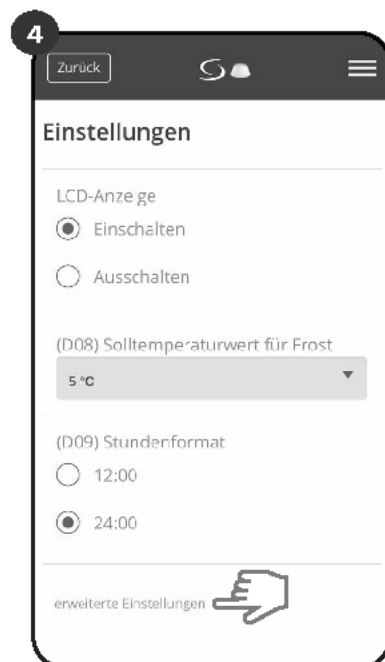 4
Zurück
Einstellungen
LCD-Anzeige
Einschalten
Ausschalten
(D08) Solltemperaturwert für Frost
5 °C
(D09) Stundenformat
12:00
24:00
erweiterte Einstellungen